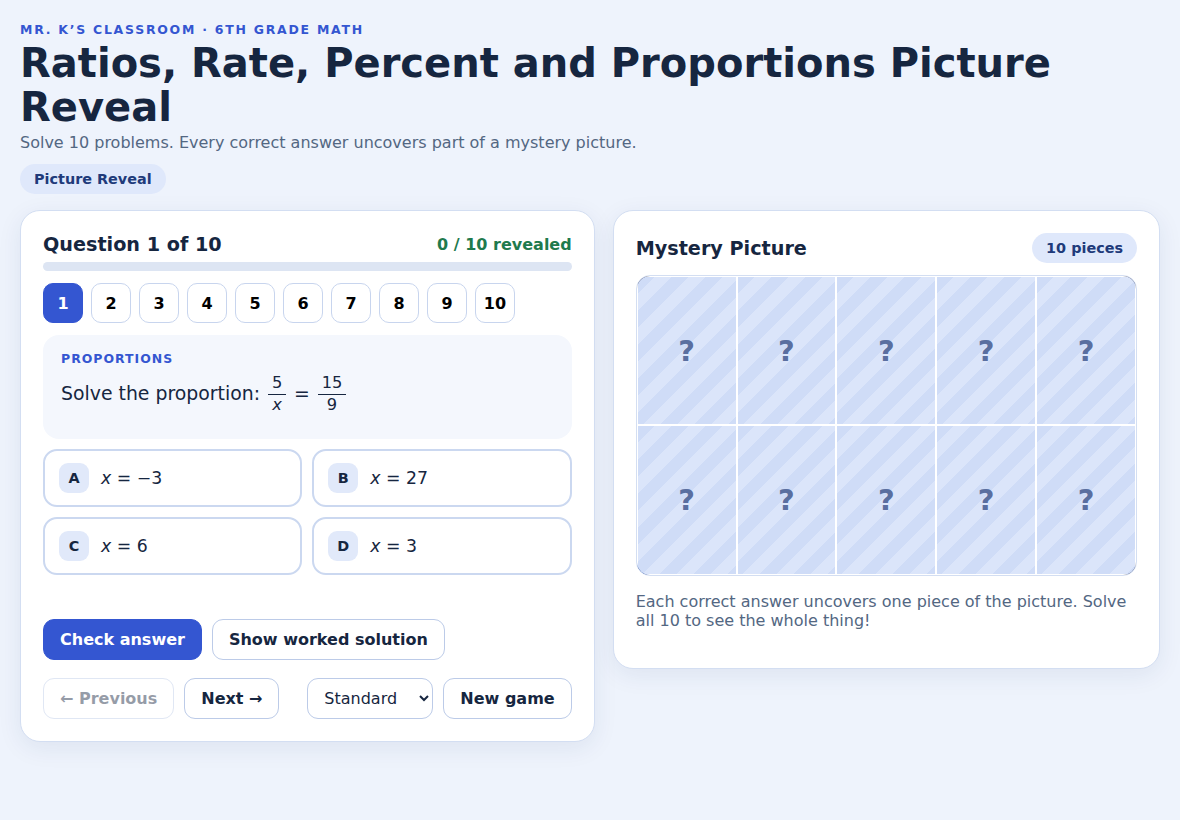 MR. K’S CLASSROOM · 6TH GRADE MATH
Ratios, Rate, Percent and Proportions Picture
Reveal
Solve 10 problems. Every correct answer uncovers part of a mystery picture.
Picture Reveal
Question 1 of 10
0 / 10 revealed
1 2 3 4 5 6 7 8 9 10
PROPORTIONS
Solve the proportion: 5/x = 15/9
A x = −3
B x = 27
C x = 6
D x = 3
Check answer
Show worked solution
← Previous
Next →
Standard
New game
Mystery Picture
10 pieces
? ? ? ? ?
? ? ? ? ?
Each correct answer uncovers one piece of the picture. Solve
all 10 to see the whole thing!